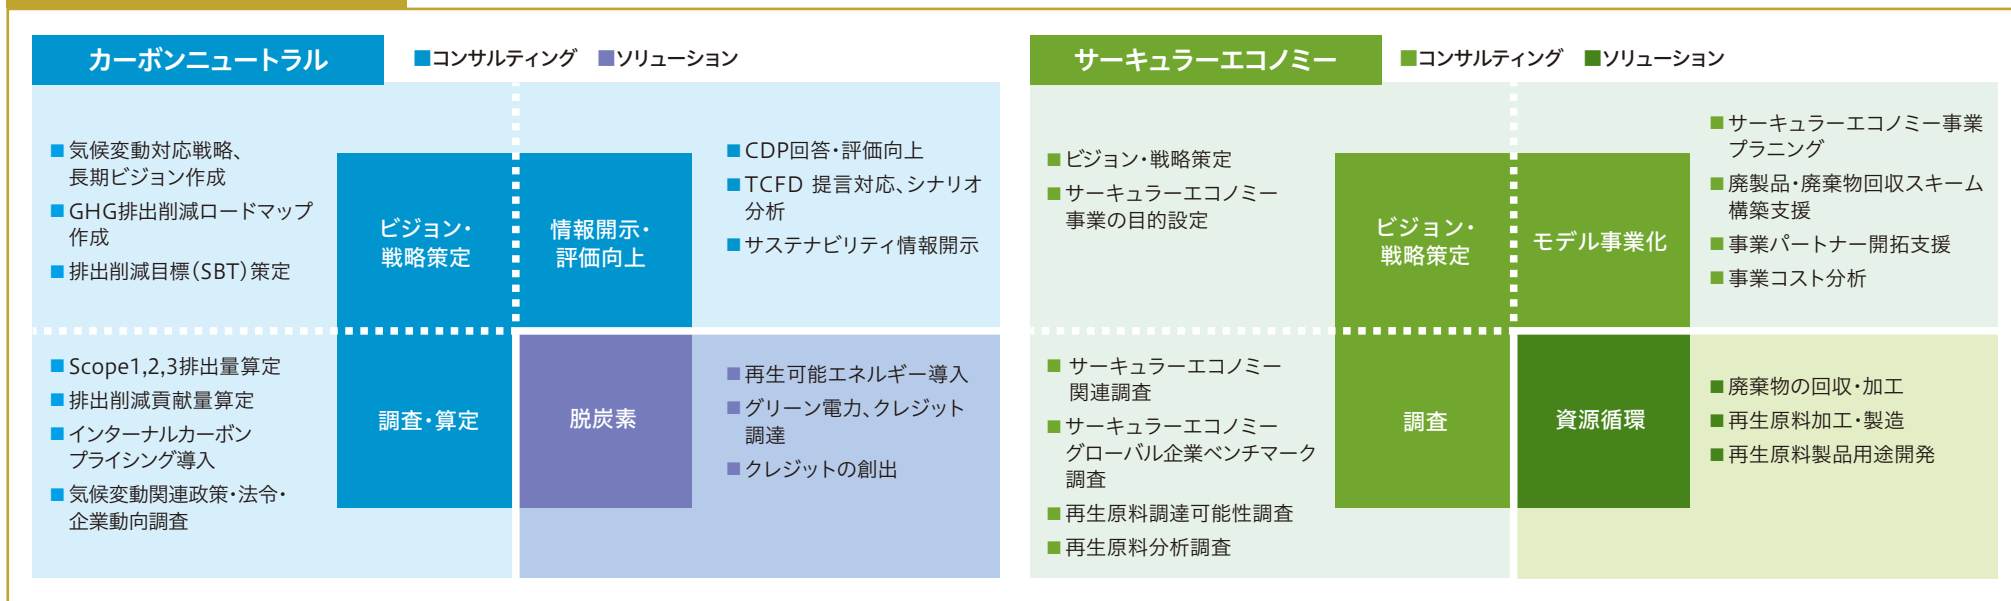 カーボンニュートラル
■コンサルティング ■ソリューション
■気候変動対応戦略、
長期ビジョン作成
■GHG排出削減ロードマップ
作成
■排出削減目標（SBT）策定
ビジョン・
戦略策定
情報開示・
評価向上
■CDP回答・評価向上
■TCFD 提言対応、シナリオ
分析
■サステナビリティ情報開示
■Scope1,2,3排出量算定
■排出削減貢献量算定
■インターナルカーボン
プライシング導入
■気候変動関連政策・法令・
企業動向調査
調査・算定
脱炭素
■再生可能エネルギー導入
■グリーン電力、クレジット
調達
■クレジットの創出
サーキュラーエコノミー
■コンサルティング ■ソリューション
■ビジョン・戦略策定
■サーキュラーエコノミー
事業の目的設定
ビジョン・
戦略策定
モデル事業化
■サーキュラーエコノミー事業
プラニング
■廃製品・廃棄物回収スキーム
構築支援
■事業パートナー開拓支援
■事業コスト分析
■サーキュラーエコノミー
関連調査
■サーキュラーエコノミー
グローバル企業ベンチマーク
調査
■再生原料調達可能性調査
■再生原料分析調査
調査
資源循環
■廃棄物の回収・加工
■再生原料加工・製造
■再生原料製品用途開発